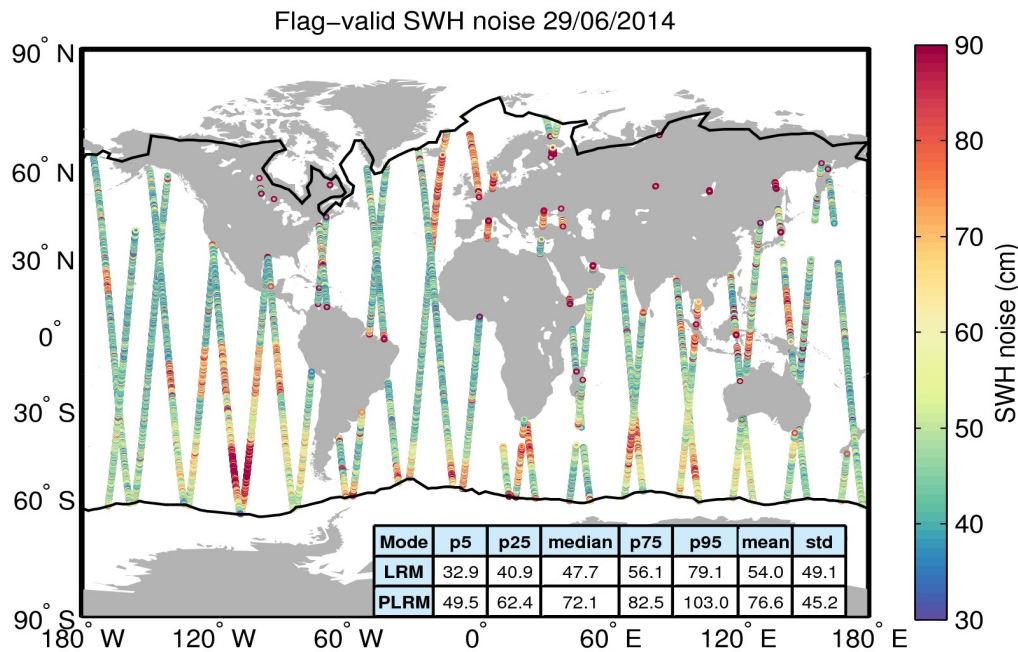 Flag−valid SWH noise 29/06/2014
90° N
60° N
30° N
0°
30° S
60° S
90° S
180° W
120° W
60° W
0°
60° E
120° E
180° E
Mode p5 p25 median p75 p95 mean std
LRM 32.9 40.9 47.7 56.1 79.1 54.0 49.1
PLRM 49.5 62.4 72.1 82.5 103.0 76.6 45.2
90
80
70
60
50
40
30
SWH noise (cm)